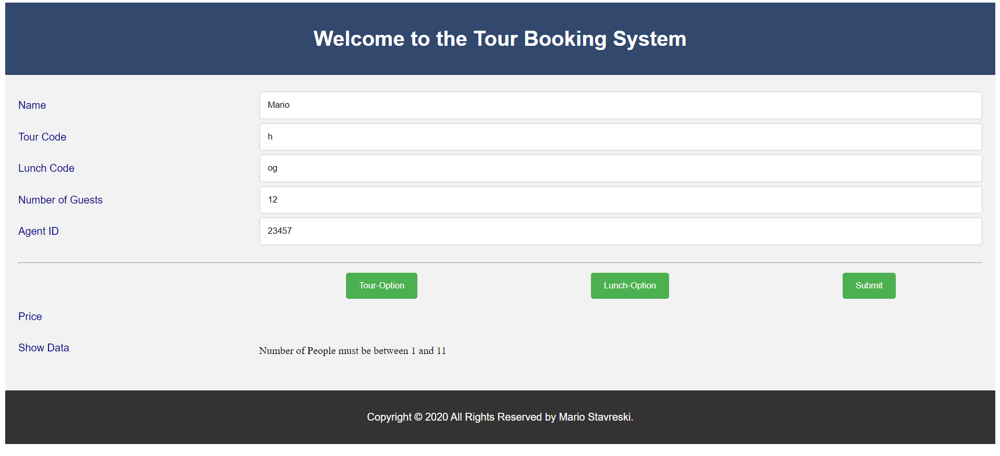 Welcome to the Tour Booking System
Name
Mario
Tour Code
h
Lunch Code
og
Number of Guests
12
Agent ID
23457
Tour-Option
Lunch-Option
Submit
Price
Show Data
Number of People must be between 1 and 11
Copyright © 2020 All Rights Reserved by Mario Stavreski.